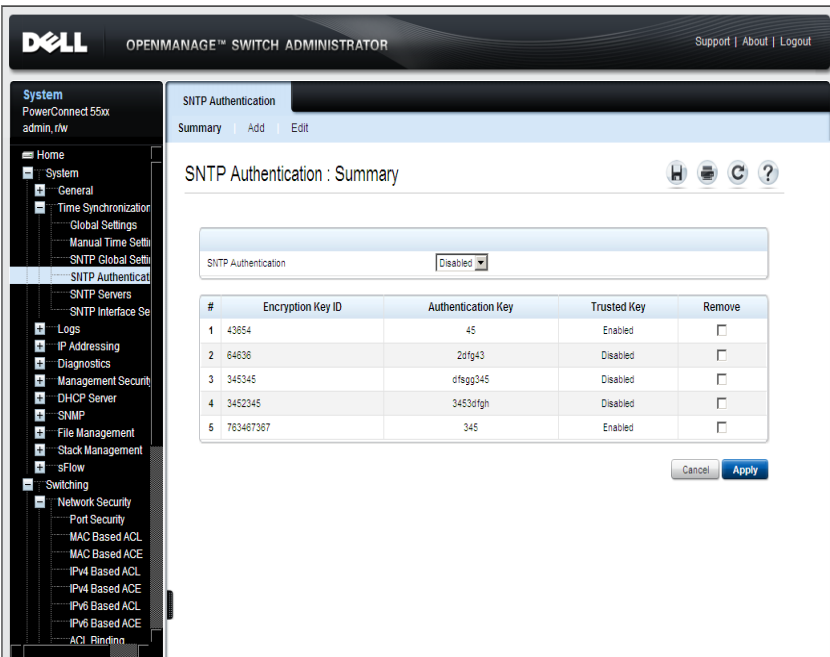 DELL OPENMANAGE™ SWITCH ADMINISTRATOR Support | About | Logout
System
PowerConnect 55xx
admin, r/w
Home
System
General
Time Synchronization
Global Settings
Manual Time Settin
SNTP Global Settin
SNTP Authenticat
SNTP Servers
SNTP Interface Se
Logs
IP Addressing
Diagnostics
Management Securit
DHCP Server
SNMP
File Management
Stack Management
sFlow
Switching
Network Security
Port Security
MAC Based ACL
MAC Based ACE
IPv4 Based ACL
IPv4 Based ACE
IPv6 Based ACL
IPv6 Based ACE
ACL Binding
SNTP Authentication
Summary Add Edit
SNTP Authentication : Summary
H C ?
SNTP Authentication Disabled
# Encryption Key ID Authentication Key Trusted Key Remove
1 43654 45 Enabled
2 64636 2dfg43 Disabled
3 345345 dfsgg345 Disabled
4 3452345 3453dfgh Disabled
5 763467367 345 Enabled
Cancel Apply